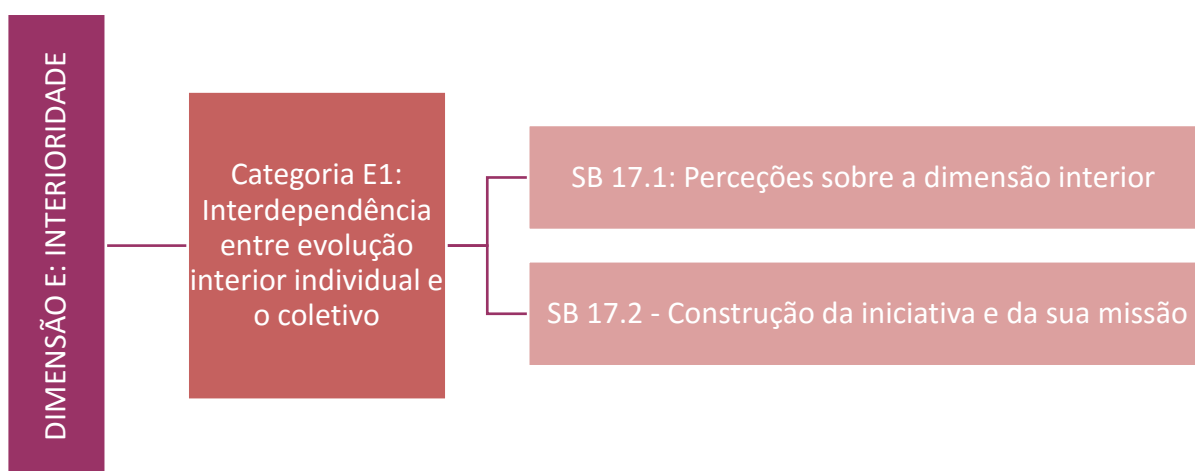 DIMENSÃO E: INTERIORIDADE
Categoria E1:
Interdependência
entre evolução
interior individual e
o coletivo
SB 17.1: Perceções sobre a dimensão interior
SB 17.2 - Construção da iniciativa e da sua missão